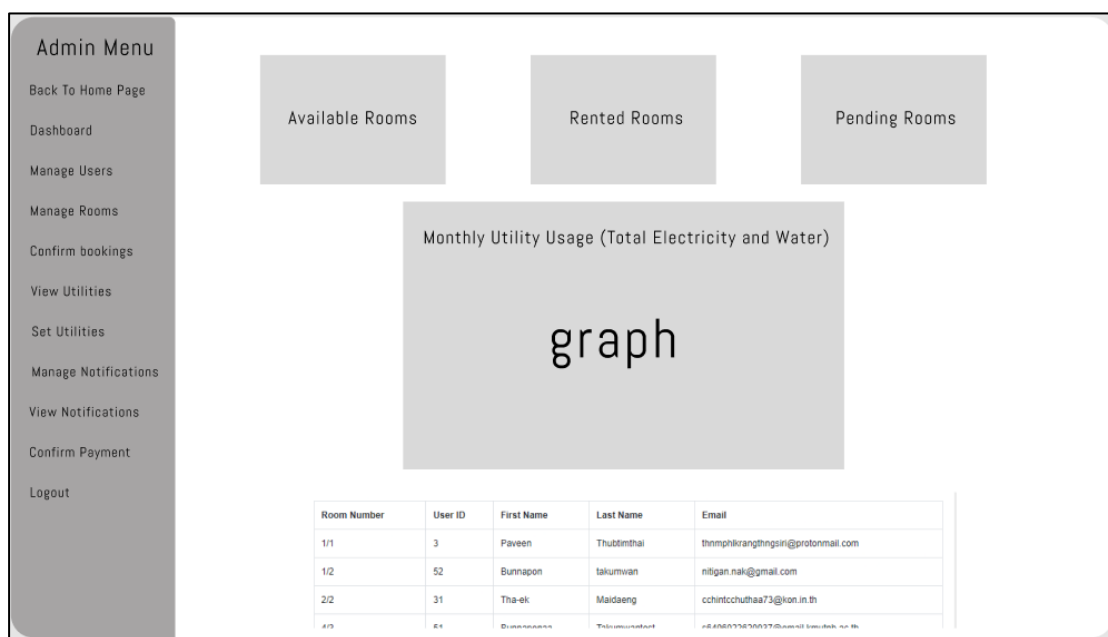 Admin Menu
Back To Home Page
Dashboard
Manage Users
Manage Rooms
Confirm bookings
View Utilities
Set Utilities
Manage Notifications
View Notifications
Confirm Payment
Logout
Available Rooms
Rented Rooms
Pending Rooms
Monthly Utility Usage (Total Electricity and Water)
graph
Room Number User ID First Name Last Name Email
1/1 3 Paveen Thubtimthai thnmphlkrangthngsiri@protonmail.com
1/2 52 Bunnapon takumwan nitigan.nak@gmail.com
2/2 31 Tha-ek Maidaeng cchintcchuthaa73@kon.in.th